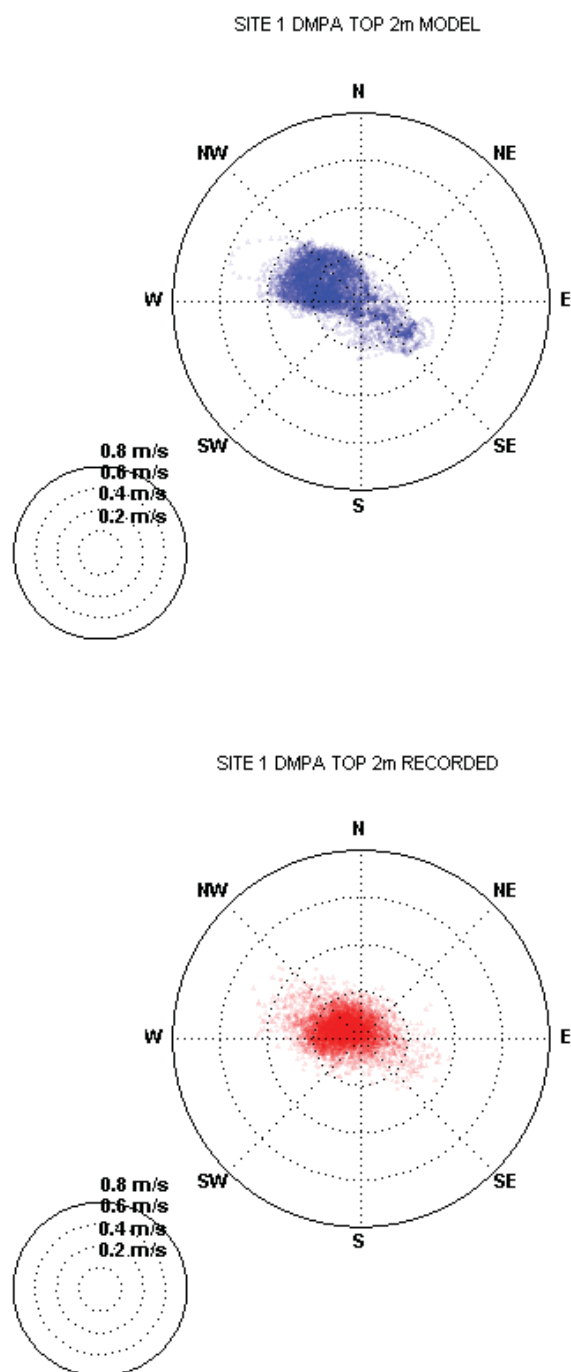 SITE 1 DMPA TOP 2m MODEL
N
NW NE
W E
SW SE
S
0.8 m/s
0.6 m/s
0.4 m/s
0.2 m/s
SITE 1 DMPA TOP 2m RECORDED
N
NW NE
W E
SW SE
S
0.8 m/s
0.6 m/s
0.4 m/s
0.2 m/s